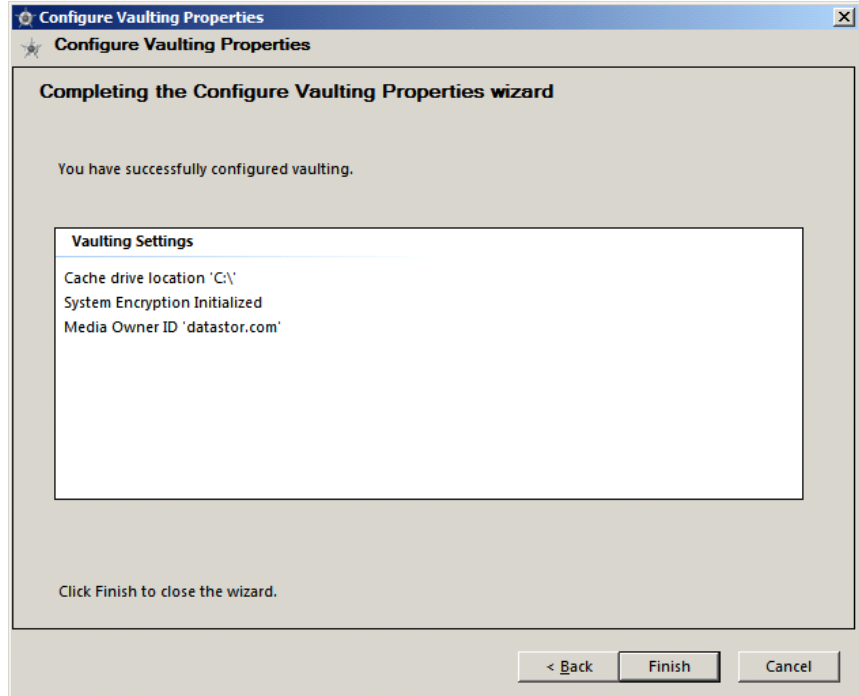 Configure Vaulting Properties
Configure Vaulting Properties
Completing the Configure Vaulting Properties wizard
You have successfully configured vaulting.
Vaulting Settings
Cache drive location 'C:\'
System Encryption Initialized
Media Owner ID 'datastor.com'
Click Finish to close the wizard.
< Back Finish Cancel